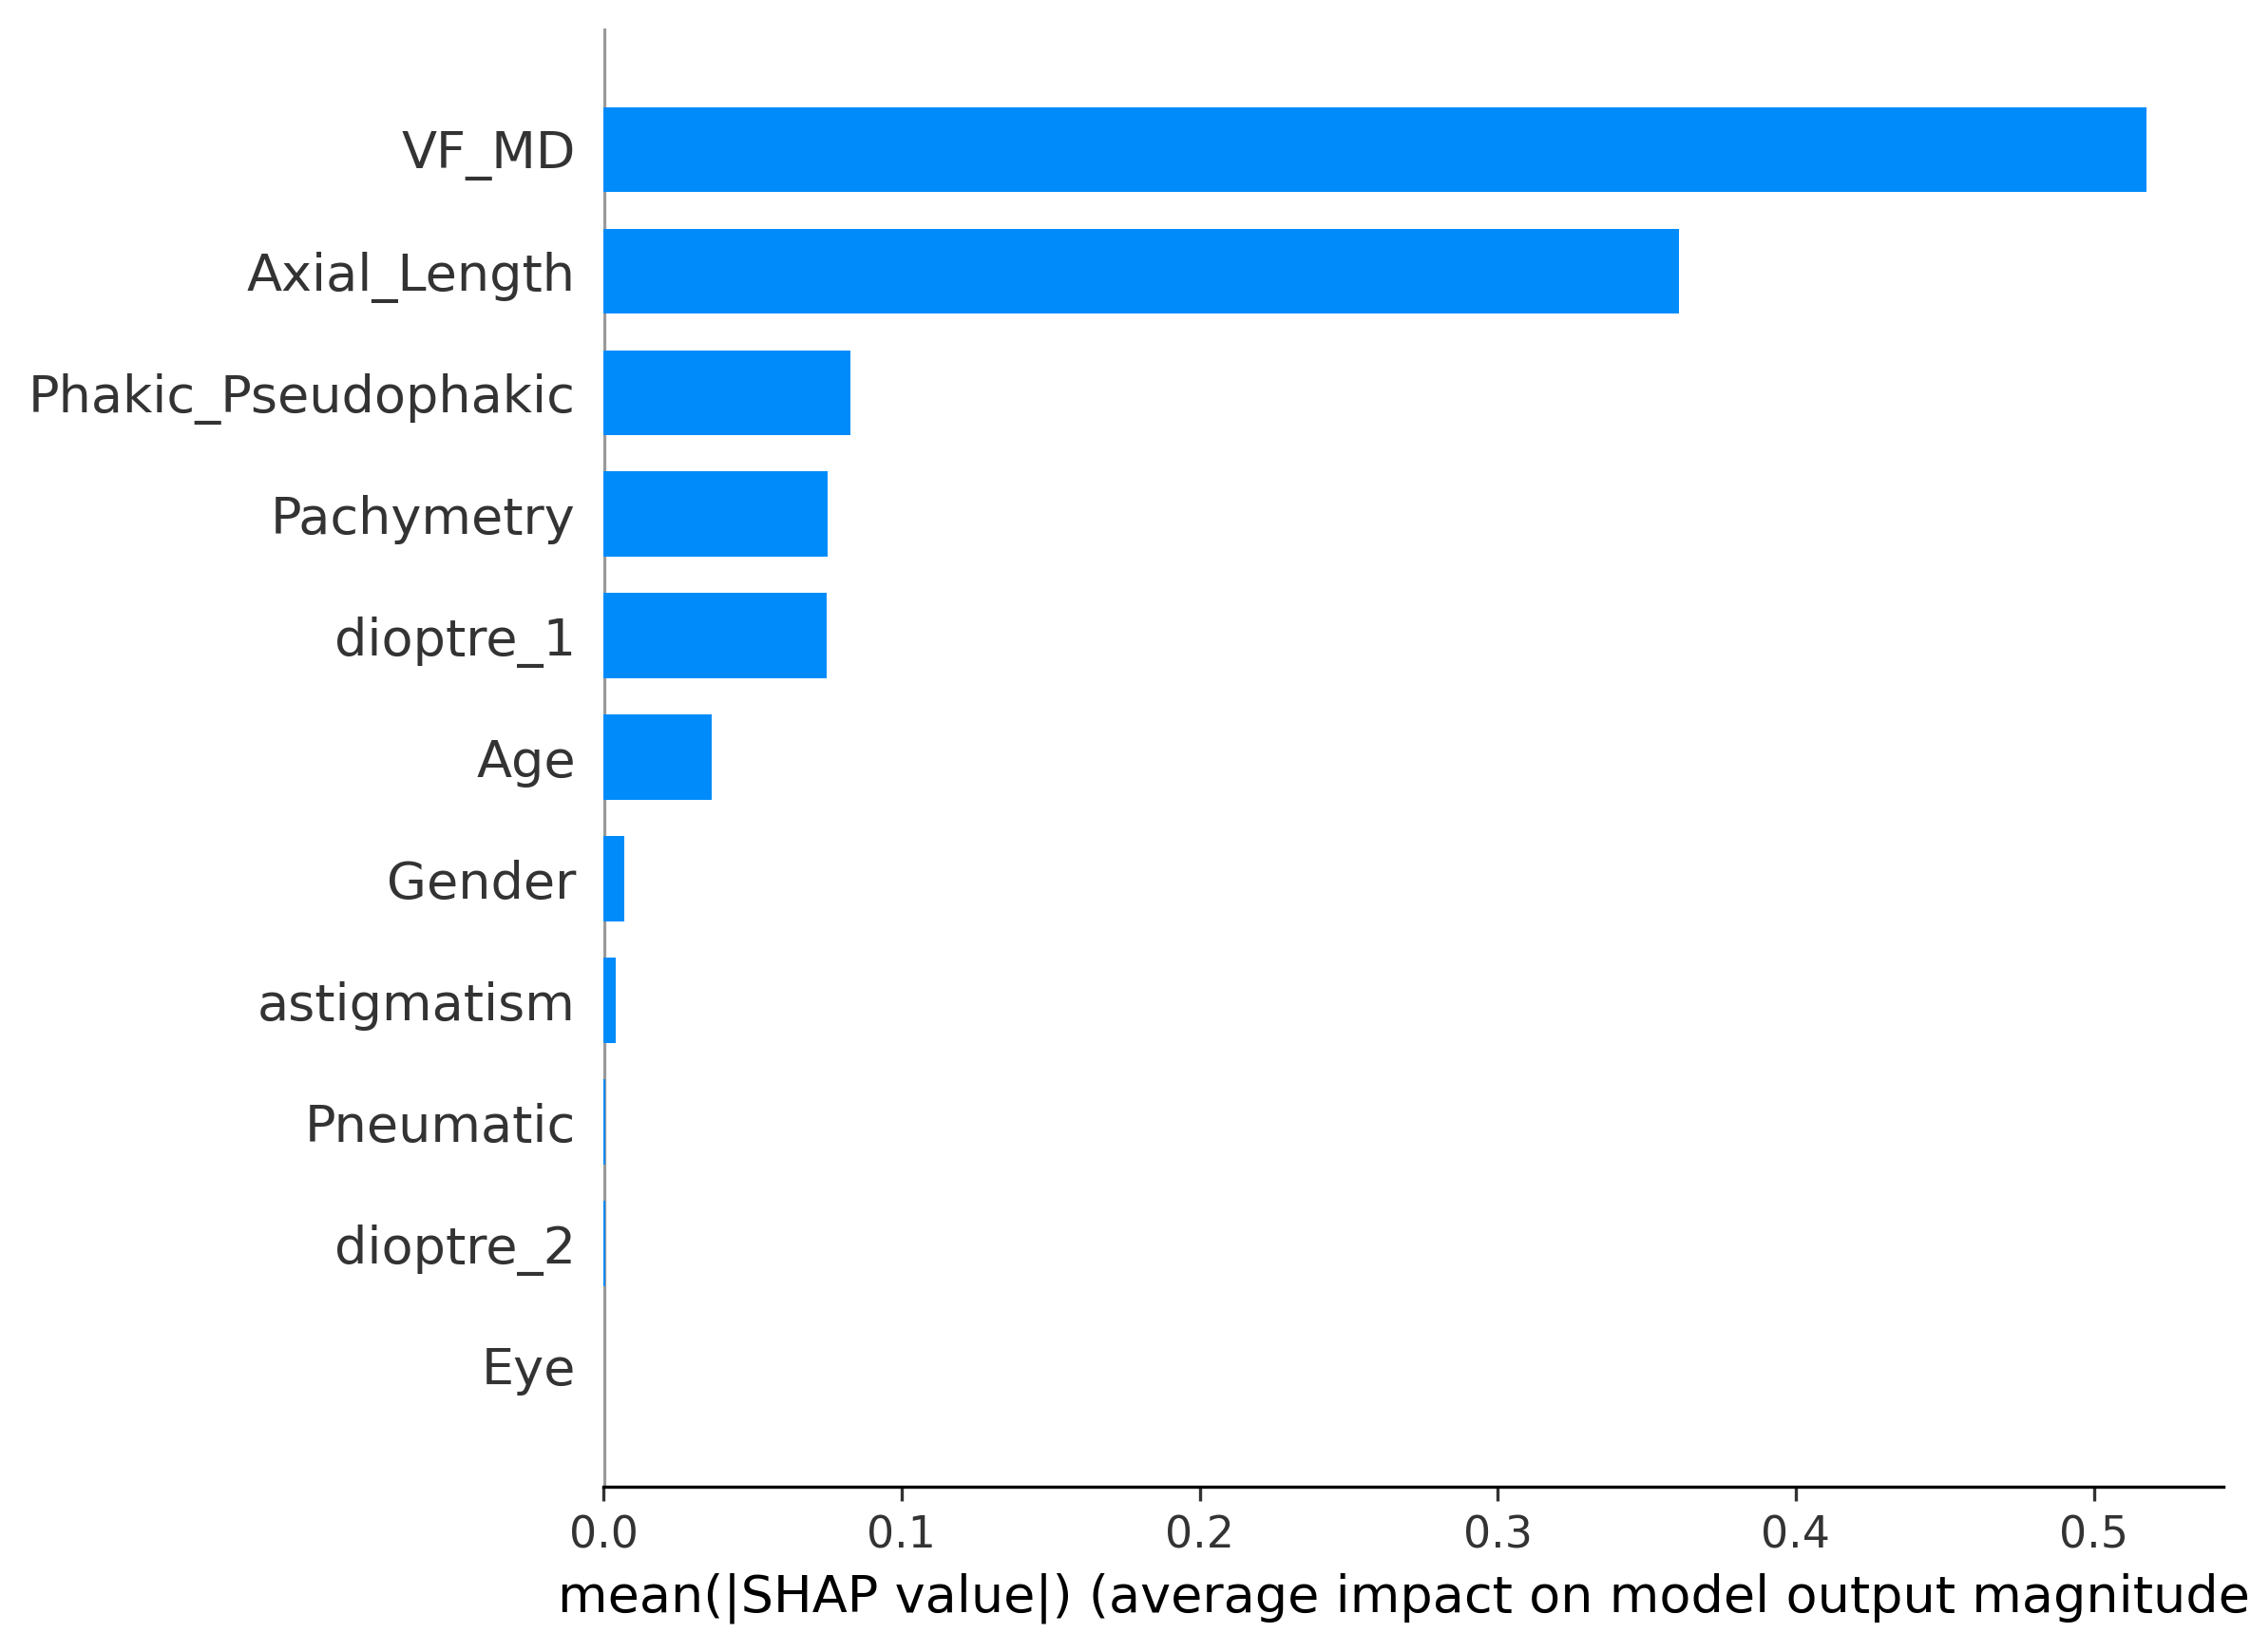 VF_MD
Axial_Length
Phakic_Pseudophakic
Pachymetry
dioptre_1
Age
Gender
astigmatism
Pneumatic
dioptre_2
Eye
0.0 0.1 0.2 0.3 0.4 0.5
mean(|SHAP value|) (average impact on model output magnitude